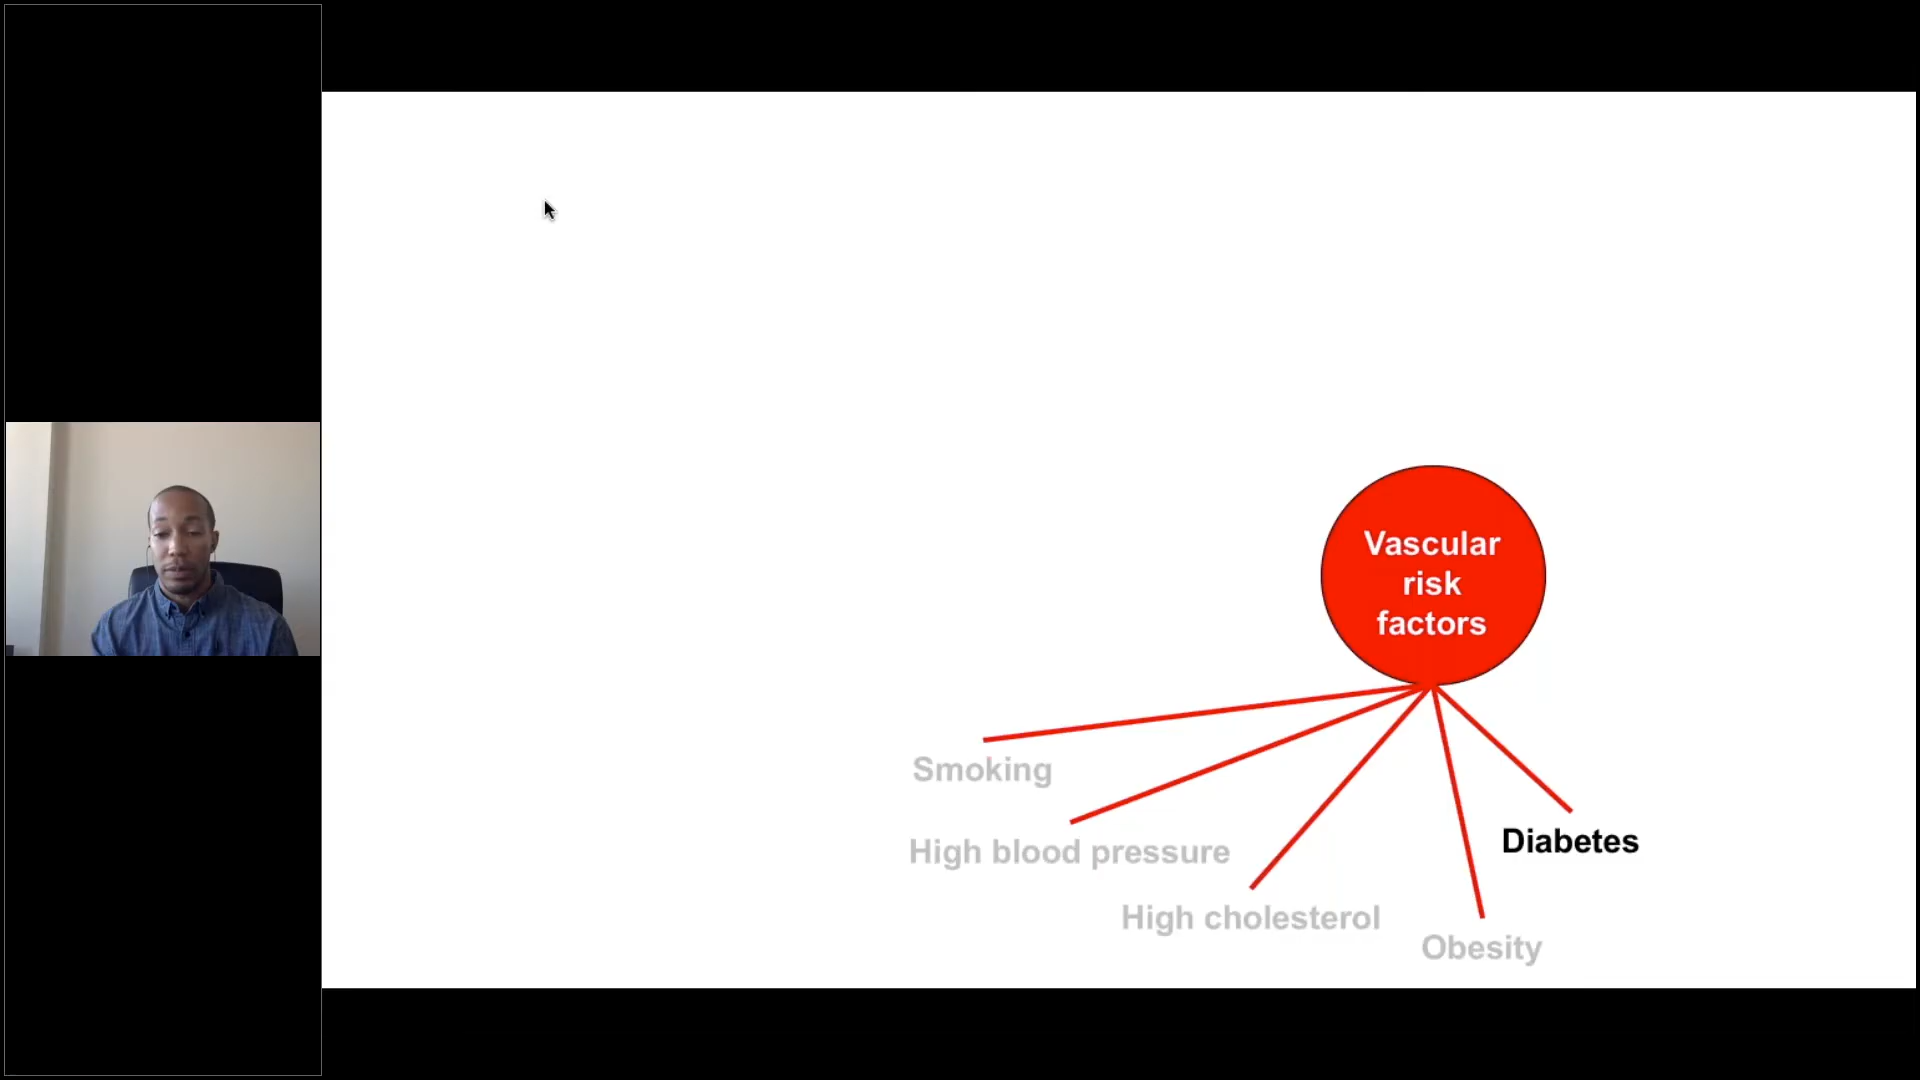 Vascular
risk
factors
Smoking
High blood pressure
Diabetes
High cholesterol
Obesity